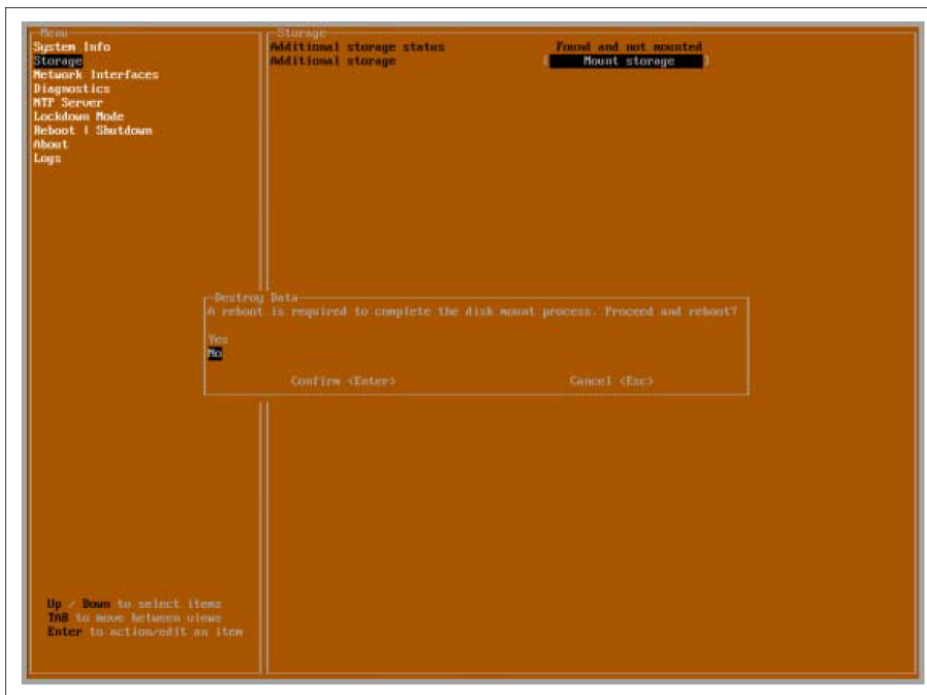 Menu
System Info
Storage
Network Interfaces
Diagnostics
NTP Server
Lockdown Mode
Reboot | Shutdown
About
Logs
Storage
Additional storage status Found and not mounted
Additional storage [ Mount storage ]
Destroy Data
A reboot is required to complete the disk mount process. Proceed and reboot?
Yes
No
Confirm <Enter> Cancel <Esc>
Up / Down to select items
TAB to move between views
Enter to action/edit an item